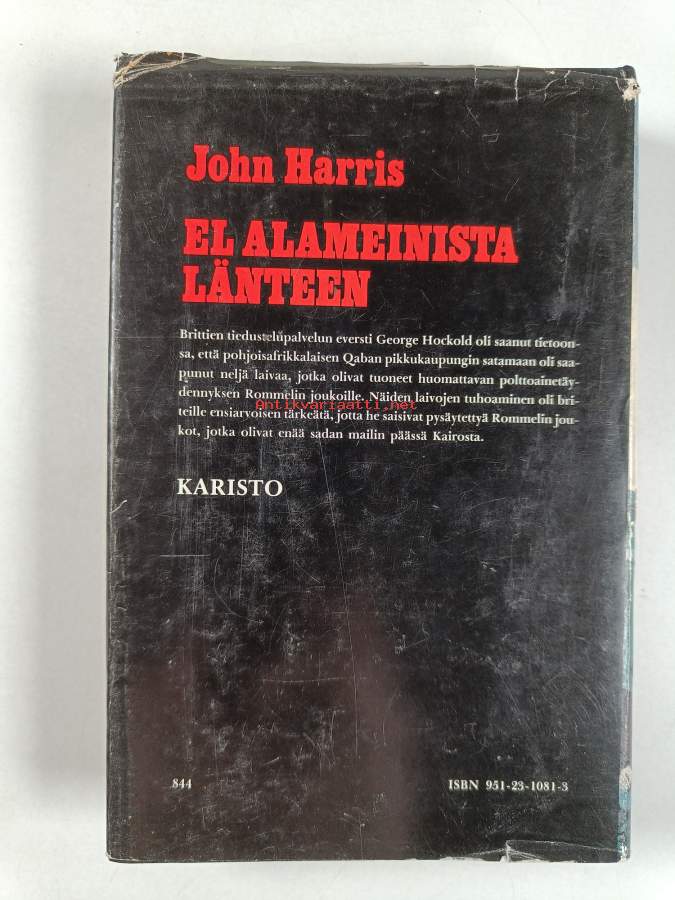 John Harris
EL ALAMEINISTA
LÄNTEEN
Brittien tiedustelupalvelun eversti George Hockold oli saanut tietoon-
sa, että pohjoisafrikkalaisen Qaban pikkukaupungin satamaan oli saa-
punut neljä laivaa, jotka olivat tuoneet huomattavan polttoainetäy-
dennyksen Rommelin joukoille. Näiden laivojen tuhoaminen oli bri-
Antikvariaatti.net
teille ensiarvoisen tärkeätä, jotta he saisivat pysäytettyä Rommelin jou-
kot, jotka olivat enää sadan mailin päässä Kairosta.
KARISTO
844
ISBN 951-23-1081-3